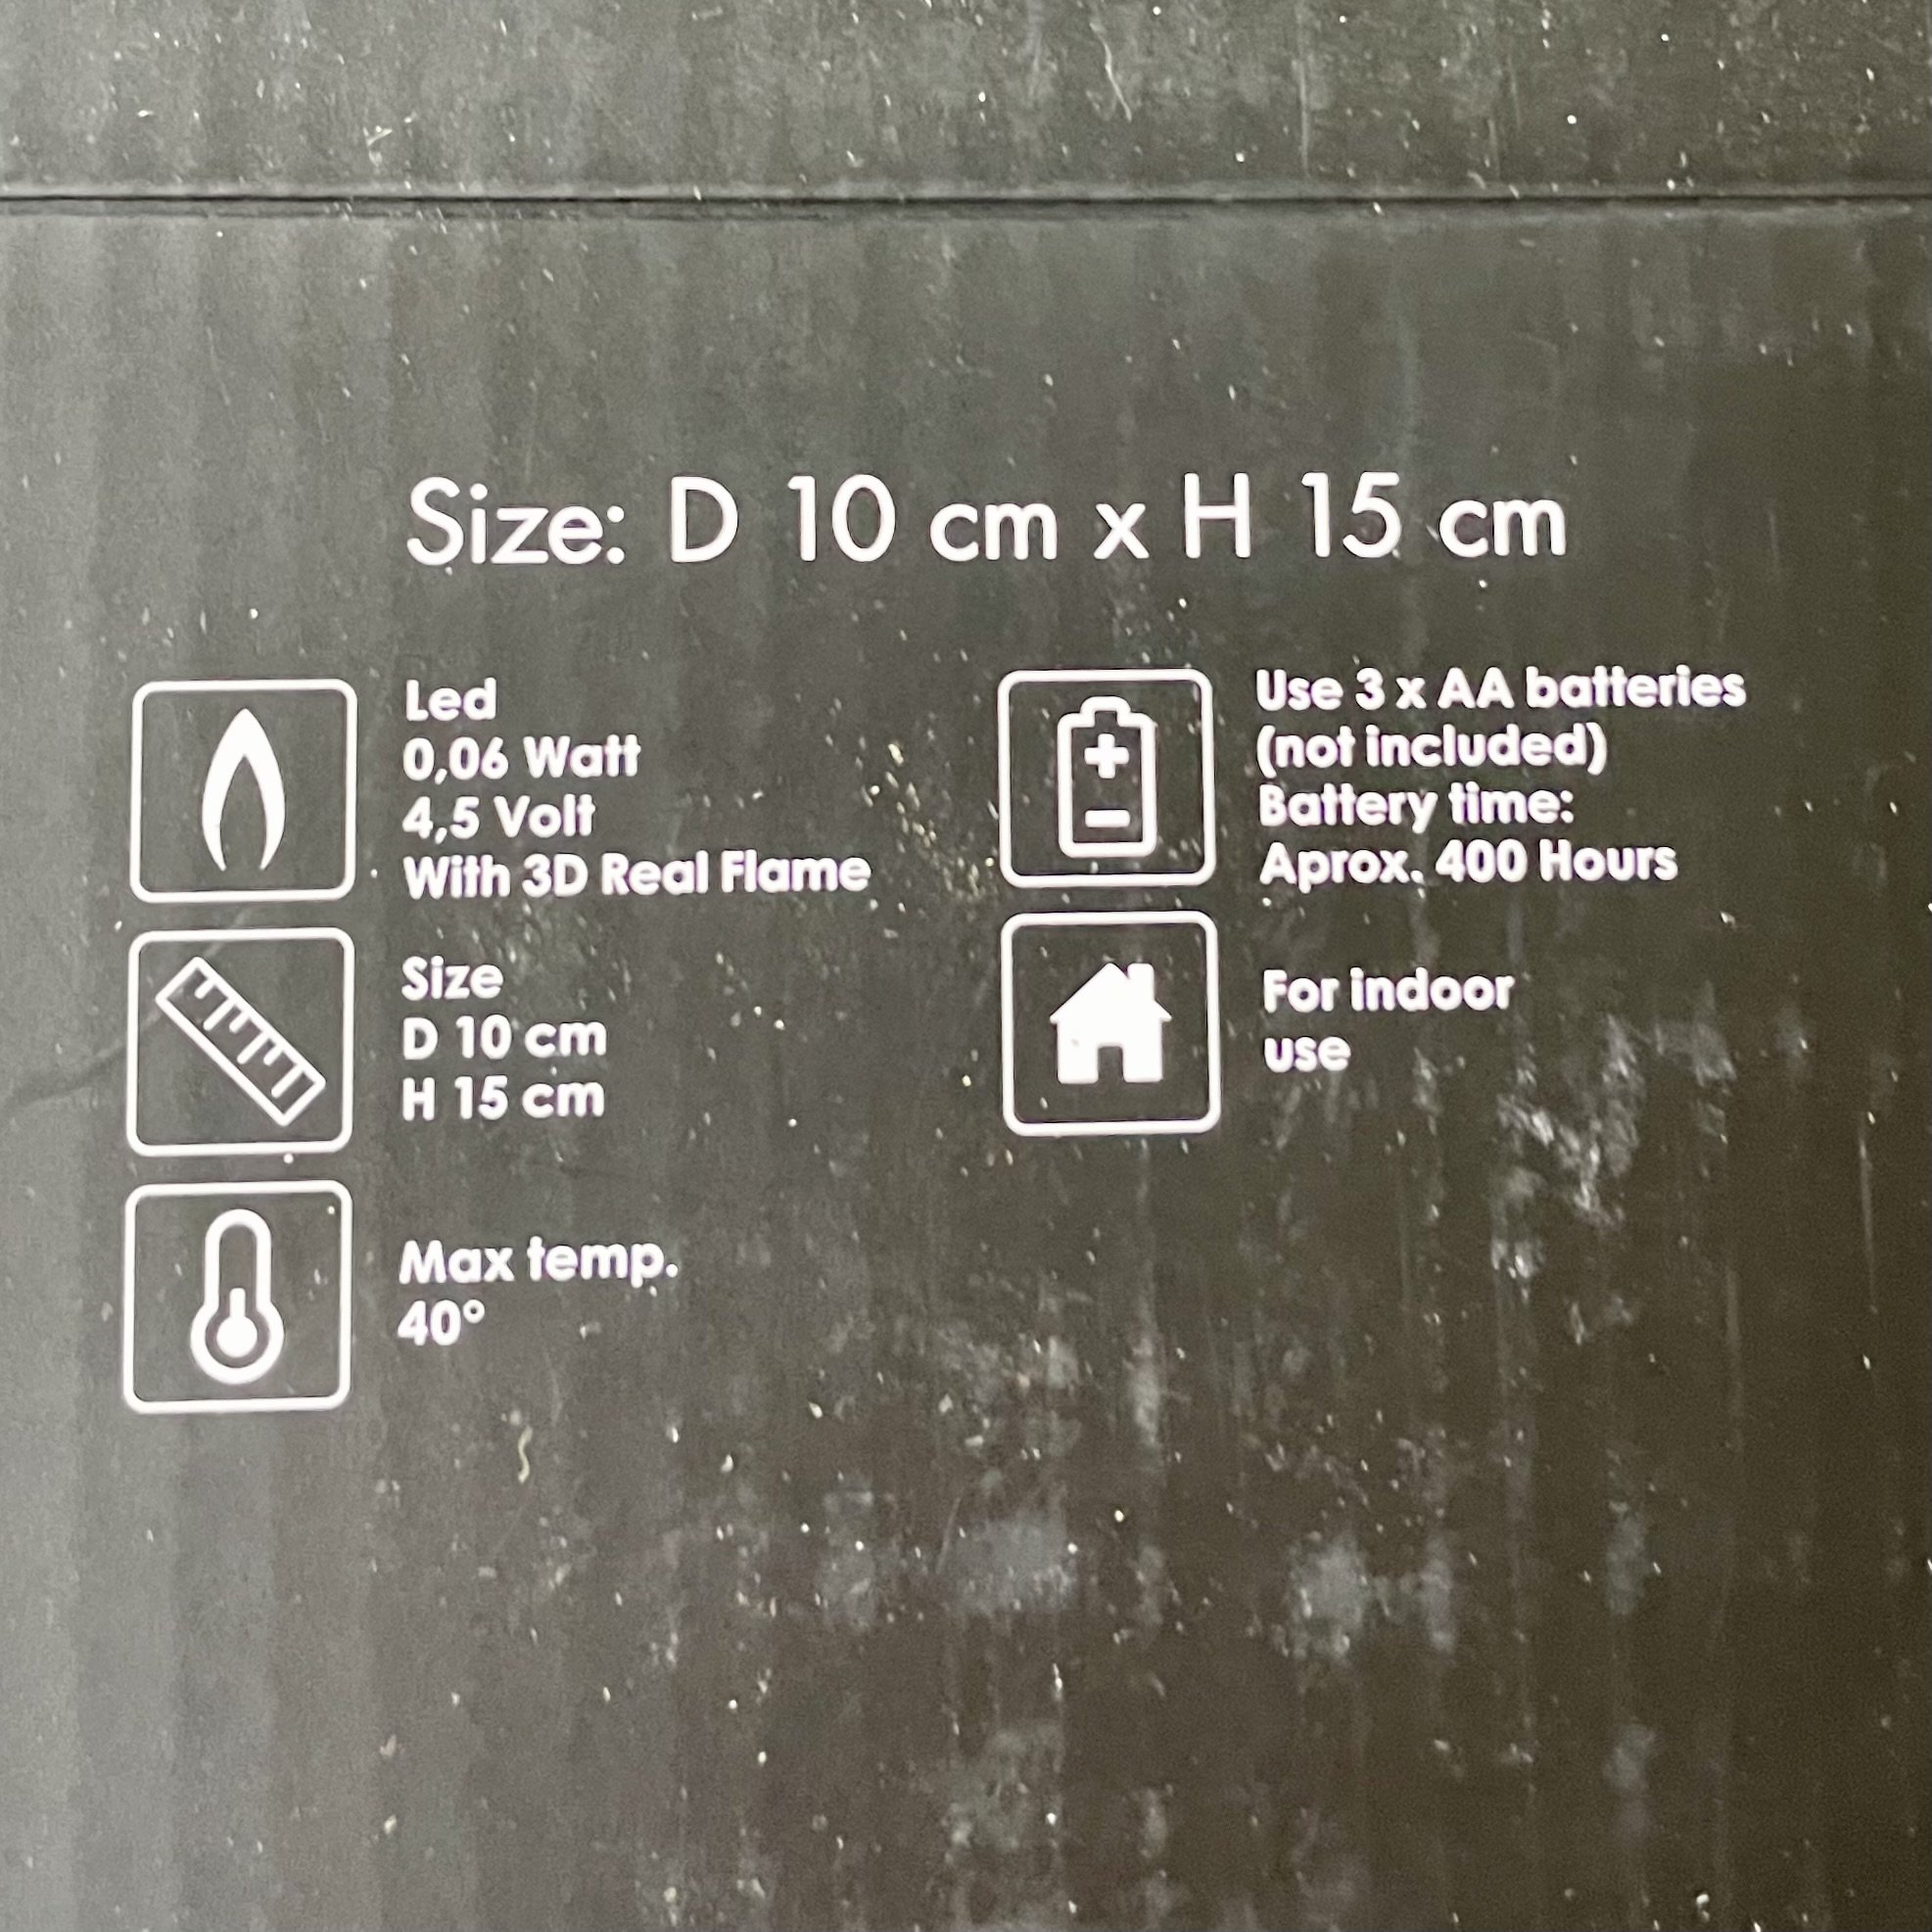 Size: D 10 cm x H 15 cm
Led
0,06 Watt
4,5 Volt
With 3D Real Flame
Use 3 x AA batteries
(not included)
Battery time:
Aprox. 400 Hours
Size
D 10 cm
H 15 cm
For indoor
use
Max temp.
40°